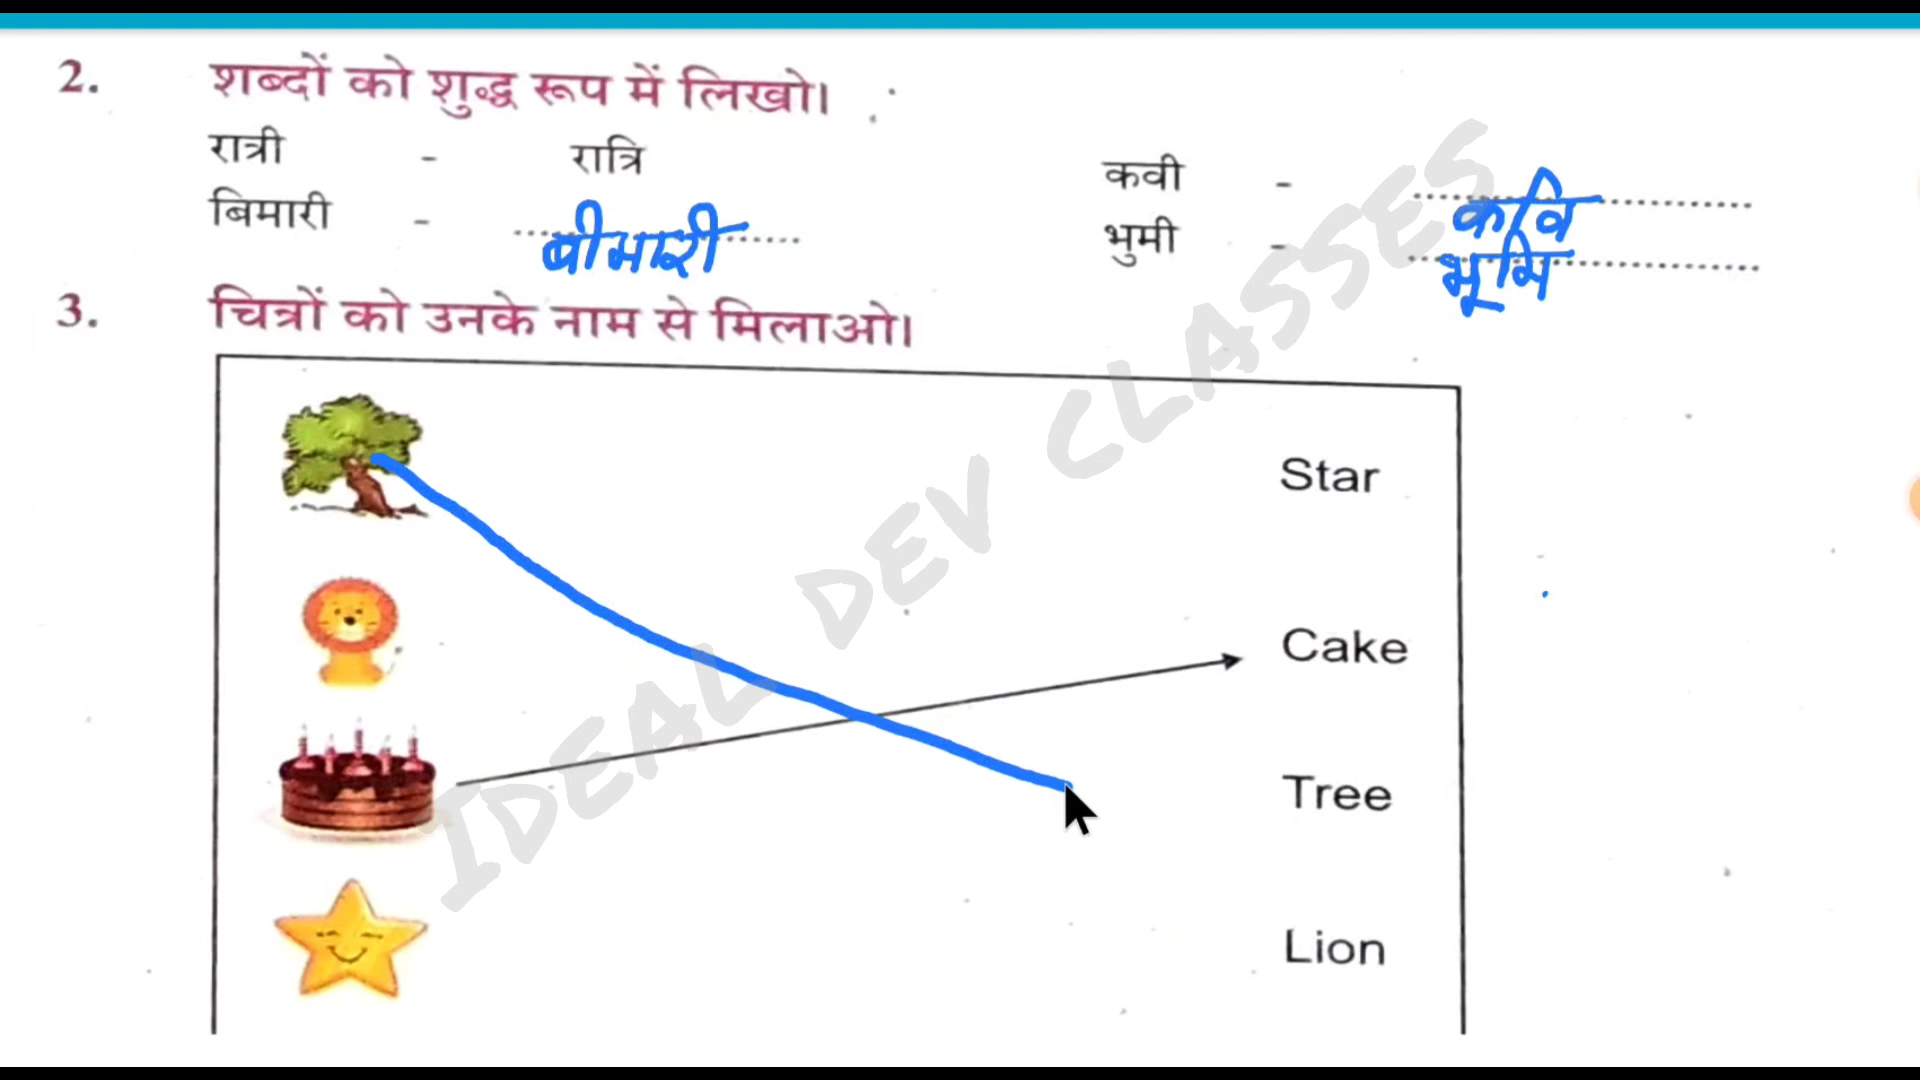 2. शब्दों को शुद्ध रूप में लिखो।
रात्री - रात्रि कवी - कवि
बिमारी - बीमारी भुमी - भूमि
3. चित्रों को उनके नाम से मिलाओ।
Star
Cake
Tree
Lion
IDEAL DEV CLASSES